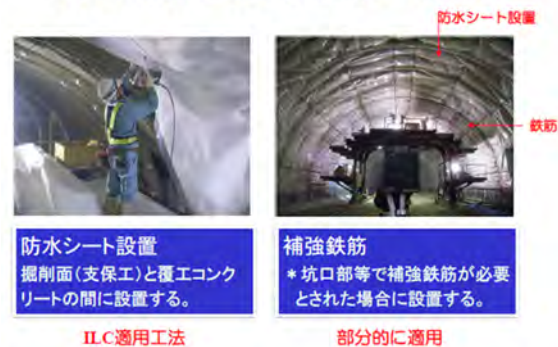 防水シート設置
鉄筋
防水シート設置
掘削面(支保工)と覆工コンク
リートの間に設置する。
補強鉄筋
*坑口部等で補強鉄筋が必要
とされた場合に設置する。
ILC適用工法
部分的に適用